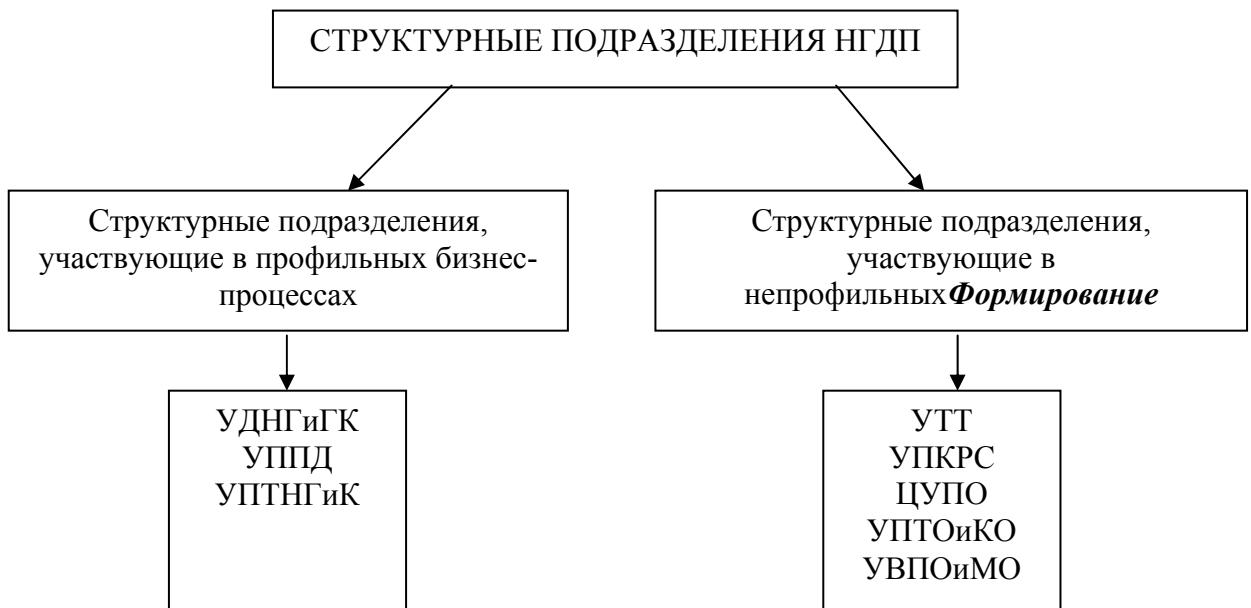 СТРУКТУРНЫЕ ПОДРАЗДЕЛЕНИЯ НГДП
Структурные подразделения,
участвующие в профильных бизнес-
процессах
Структурные подразделения,
участвующие в
непрофильныхФормирование
УДНГиГК
УППД
УПТНГиК
УТТ
УПКРС
ЦУПО
УПТОиКО
УВПОиМО